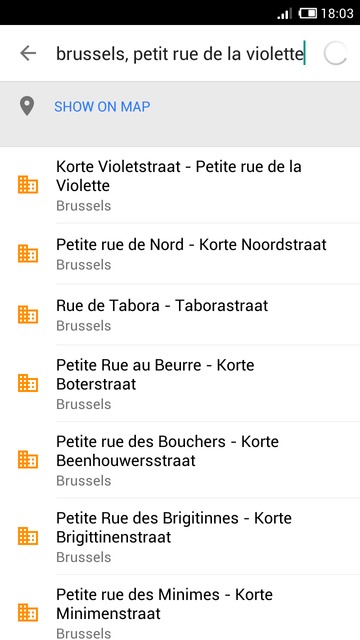 18:03
brussels, petit rue de la violette
SHOW ON MAP
Korte Violetstraat - Petite rue de la
Violette
Brussels
Petite rue de Nord - Korte Noordstraat
Brussels
Rue de Tabora - Taborastraat
Brussels
Petite Rue au Beurre - Korte
Boterstraat
Brussels
Petite rue des Bouchers - Korte
Beenhouwersstraat
Brussels
Petite Rue des Brigitinnes - Korte
Brigittinenstraat
Brussels
Petite rue des Minimes - Korte
Minimenstraat
Brussels